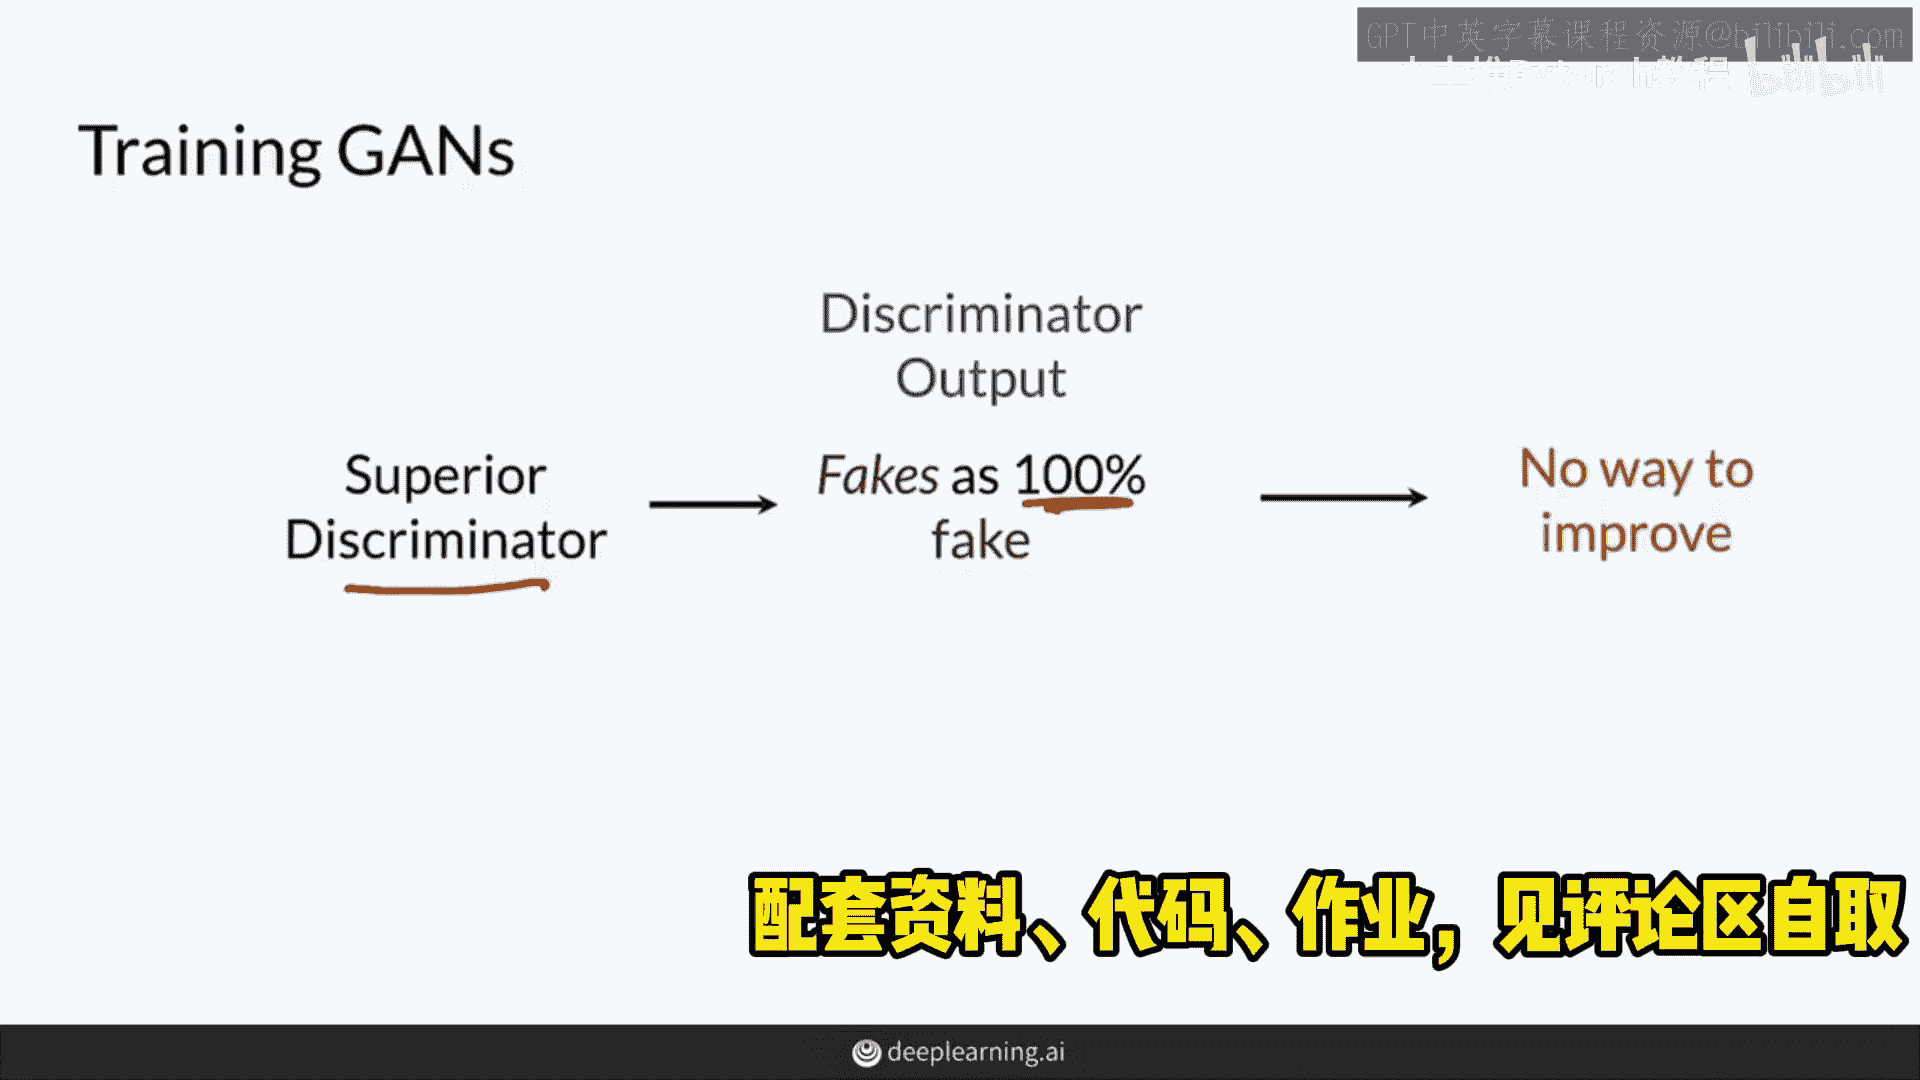 GPT中英字幕课程资源@bilibili.com
bilibili
Training GANs
Discriminator
Output
Superior
Discriminator
Fakes as 100%
fake
No way to
improve
配套资料、代码、作业，见评论区自取
deeplearning.ai